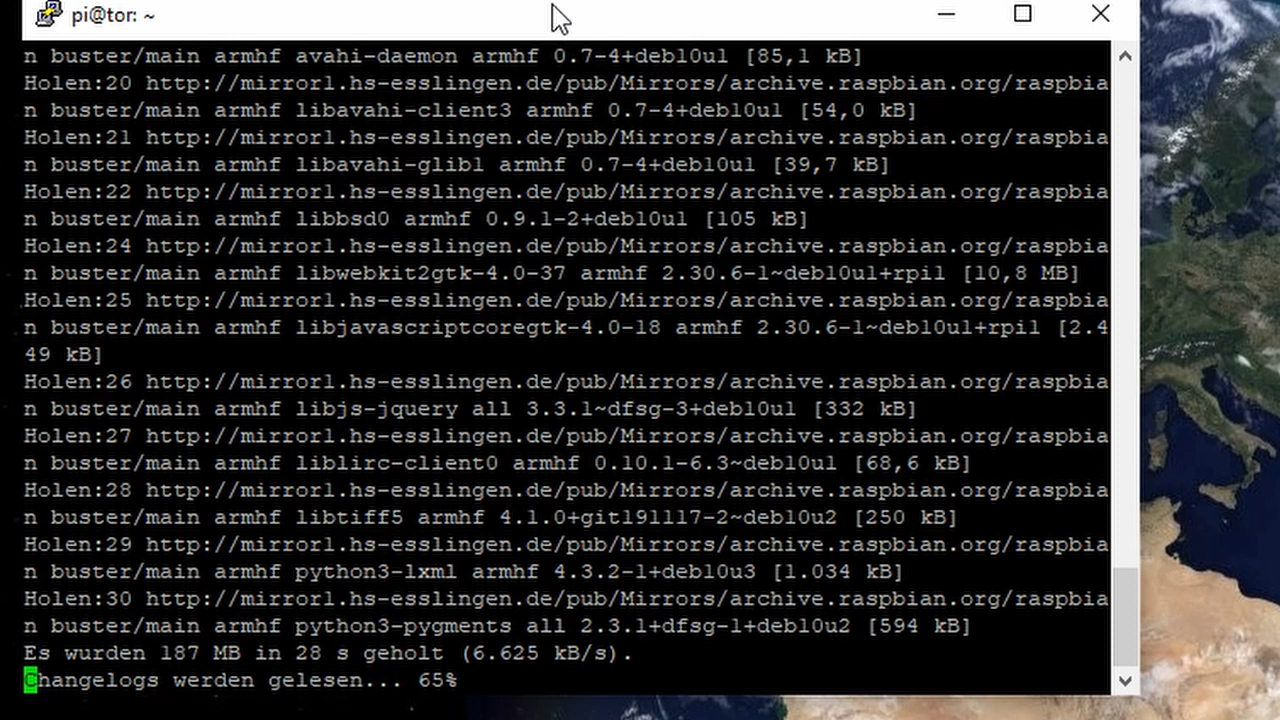 pi@tor: ~
n buster/main armhf avahi-daemon armhf 0.7-4+deb10u1 [85,1 kB]
Holen:20 http://mirror1.hs-esslingen.de/pub/Mirrors/archive.raspbian.org/raspbia
n buster/main armhf libavahi-client3 armhf 0.7-4+deb10u1 [54,0 kB]
Holen:21 http://mirror1.hs-esslingen.de/pub/Mirrors/archive.raspbian.org/raspbia
n buster/main armhf libavahi-glib1 armhf 0.7-4+deb10u1 [39,7 kB]
Holen:22 http://mirror1.hs-esslingen.de/pub/Mirrors/archive.raspbian.org/raspbia
n buster/main armhf libbsd0 armhf 0.9.1-2+deb10u1 [105 kB]
Holen:24 http://mirror1.hs-esslingen.de/pub/Mirrors/archive.raspbian.org/raspbia
n buster/main armhf libwebkit2gtk-4.0-37 armhf 2.30.6-1~deb10u1+rpi1 [10,8 MB]
Holen:25 http://mirror1.hs-esslingen.de/pub/Mirrors/archive.raspbian.org/raspbia
n buster/main armhf libjavascriptcoregtk-4.0-18 armhf 2.30.6-1~deb10u1+rpi1 [2.4
49 kB]
Holen:26 http://mirror1.hs-esslingen.de/pub/Mirrors/archive.raspbian.org/raspbia
n buster/main armhf libjs-jquery all 3.3.1~dfsg-3+deb10u1 [332 kB]
Holen:27 http://mirror1.hs-esslingen.de/pub/Mirrors/archive.raspbian.org/raspbia
n buster/main armhf liblirc-client0 armhf 0.10.1-6.3~deb10u1 [68,6 kB]
Holen:28 http://mirror1.hs-esslingen.de/pub/Mirrors/archive.raspbian.org/raspbia
n buster/main armhf libtiff5 armhf 4.1.0+git191117-2~deb10u2 [250 kB]
Holen:29 http://mirror1.hs-esslingen.de/pub/Mirrors/archive.raspbian.org/raspbia
n buster/main armhf python3-lxml armhf 4.3.2-1+deb10u3 [1.034 kB]
Holen:30 http://mirror1.hs-esslingen.de/pub/Mirrors/archive.raspbian.org/raspbia
n buster/main armhf python3-pygments all 2.3.1+dfsg-1+deb10u2 [594 kB]
Es wurden 187 MB in 28 s geholt (6.625 kB/s).
Changelogs werden gelesen... 65%